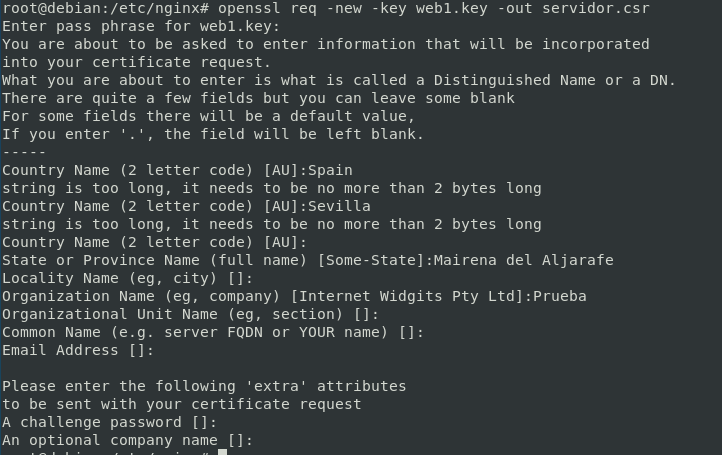 root@debian:/etc/nginx# openssl req -new -key web1.key -out servidor.csr
Enter pass phrase for web1.key:
You are about to be asked to enter information that will be incorporated
into your certificate request.
What you are about to enter is what is called a Distinguished Name or a DN.
There are quite a few fields but you can leave some blank
For some fields there will be a default value,
If you enter '.', the field will be left blank.
-----
Country Name (2 letter code) [AU]:Spain
string is too long, it needs to be no more than 2 bytes long
Country Name (2 letter code) [AU]:Sevilla
string is too long, it needs to be no more than 2 bytes long
Country Name (2 letter code) [AU]:
State or Province Name (full name) [Some-State]:Mairena del Aljarafe
Locality Name (eg, city) []:
Organization Name (eg, company) [Internet Widgits Pty Ltd]:Prueba
Organizational Unit Name (eg, section) []:
Common Name (e.g. server FQDN or YOUR name) []:
Email Address []:
Please enter the following 'extra' attributes
to be sent with your certificate request
A challenge password []:
An optional company name []: